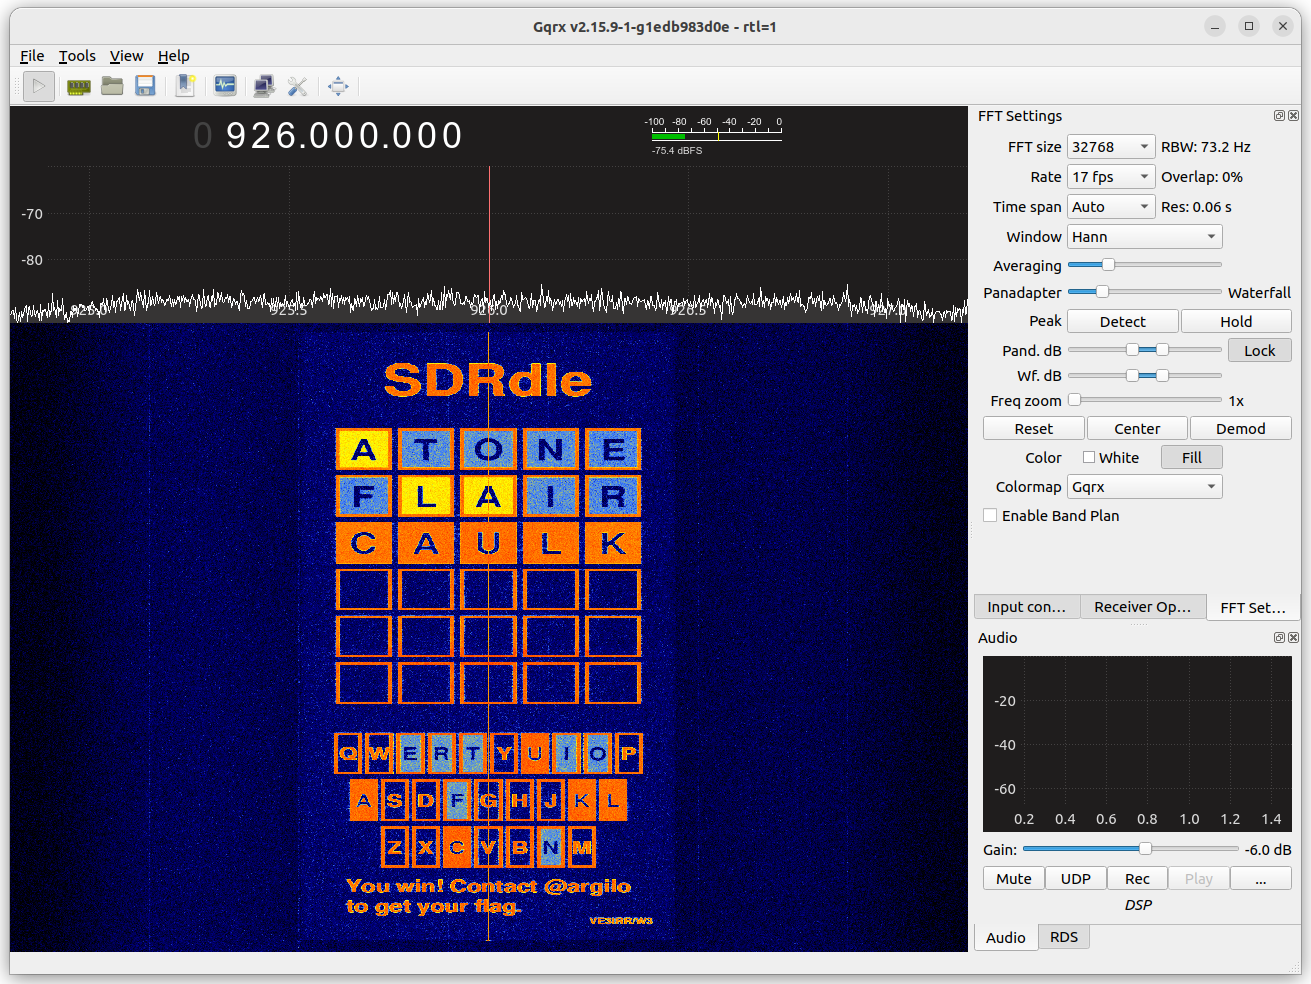 Gqrx v2.15.9-1-g1edb983d0e - rtl=1
File Tools View Help
0 926.000.000
-100 -80 -60 -40 -20 0
-75.4 dBFS
-70
-80
925.5 926.0 926.5
SDRdle
A T O N E
F L A I R
C A U L K
Q W E R T Y U I O P
A S D F G H J K L
Z X C V B N M
You win! Contact @argilo
to get your flag.
FFT Settings
FFT size 32768 RBW: 73.2 Hz
Rate 17 fps Overlap: 0%
Time span Auto Res: 0.06 s
Window Hann
Averaging
Panadapter Waterfall
Peak Detect Hold
Pand. dB Lock
Wf. dB
Freq zoom 1x
Reset Center Demod
Color White Fill
Colormap Gqrx
Enable Band Plan
Input con... Receiver Op... FFT Set...
Audio
-20
-40
-60
0.2 0.4 0.6 0.8 1.0 1.2 1.4
Gain: -6.0 dB
Mute UDP Rec Play ...
DSP
Audio RDS